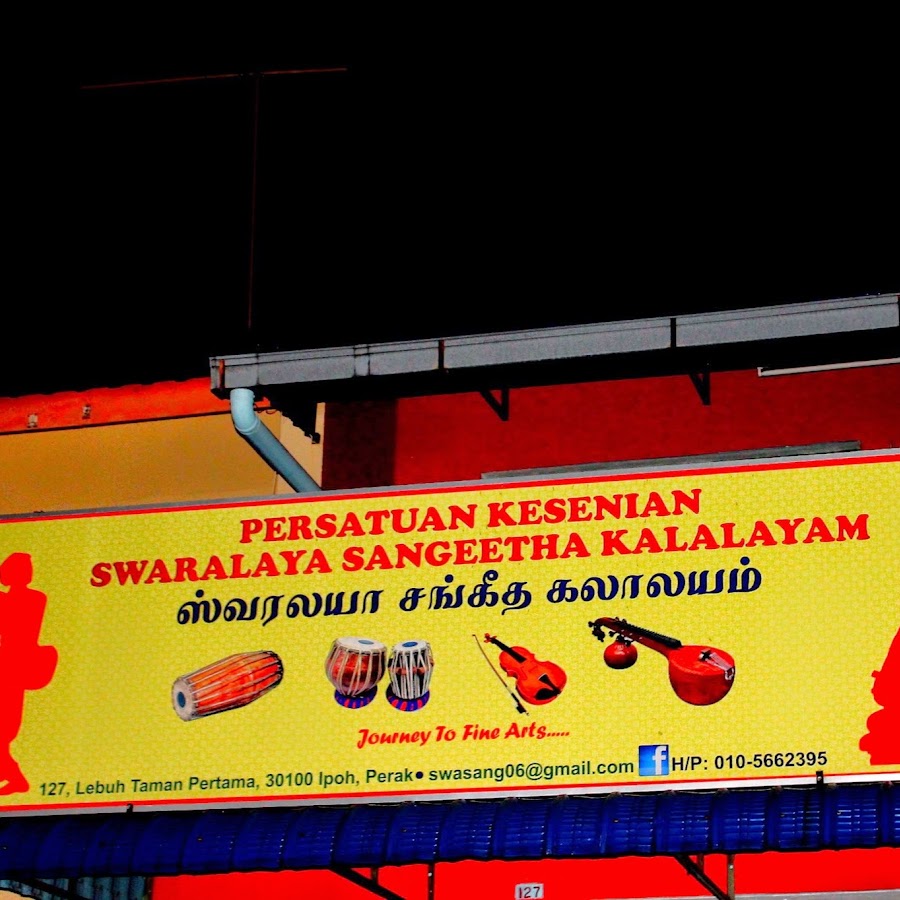 PERSATUAN KESENIAN
SWARALAYA SANGEETHA KALALAYAM
ஸ்வரலயா சங்கீத கலாலயம்
Journey To Fine Arts.....
127, Lebuh Taman Pertama, 30100 Ipoh, Perak• swasang06@gmail.com f H/P: 010-5662395
127